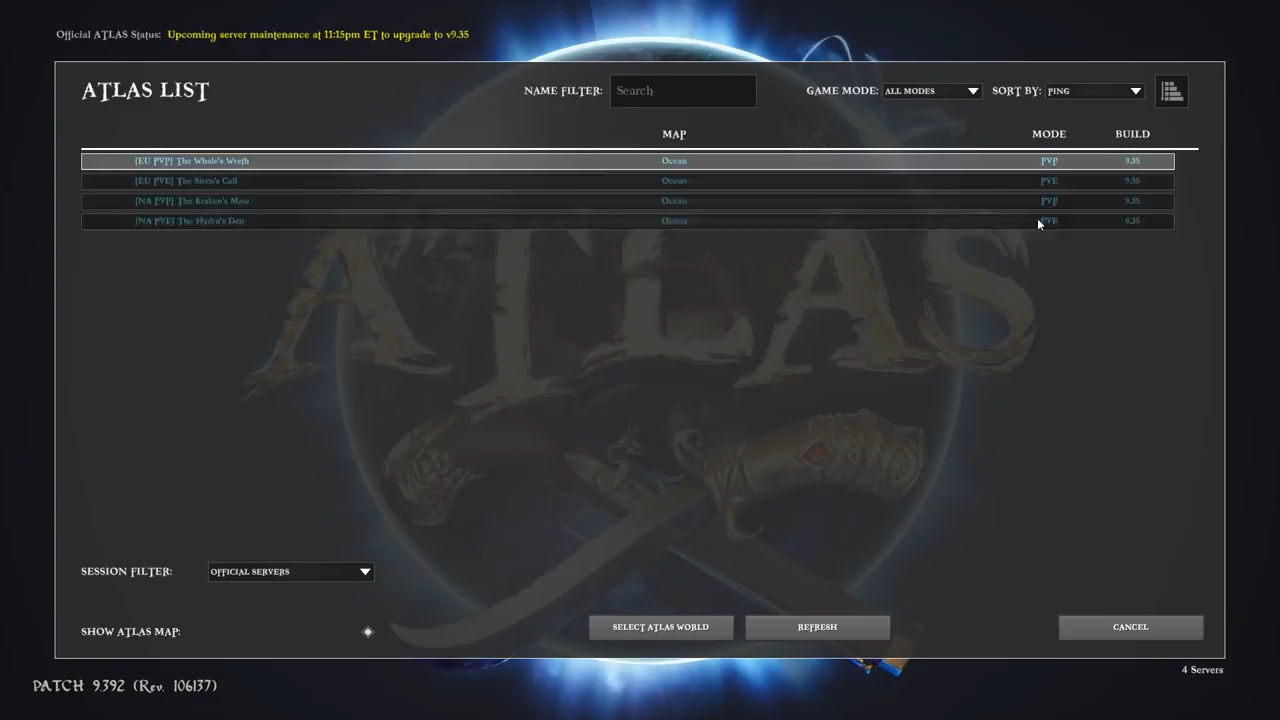 Official ATLAS Status: Upcoming server maintenance at 11:15pm ET to upgrade to v9.35
ATLAS LIST
NAME FILTER: Search
GAME MODE: ALL MODES
SORT BY: PING
MAP MODE BUILD
[EU PVP] The Whale's Wrath Ocean PVP 9.35
[EU PVE] The Siren's Call Ocean PVE 9.35
[NA PVP] The Kraken's Maw Ocean PVP 9.35
[NA PVE] The Hydra's Den Ocean PVE 9.35
ATLAS
SESSION FILTER: OFFICIAL SERVERS
SHOW ATLAS MAP:
SELECT ATLAS WORLD
REFRESH
CANCEL
4 Servers
PATCH 9.392 (Rev. 106137)